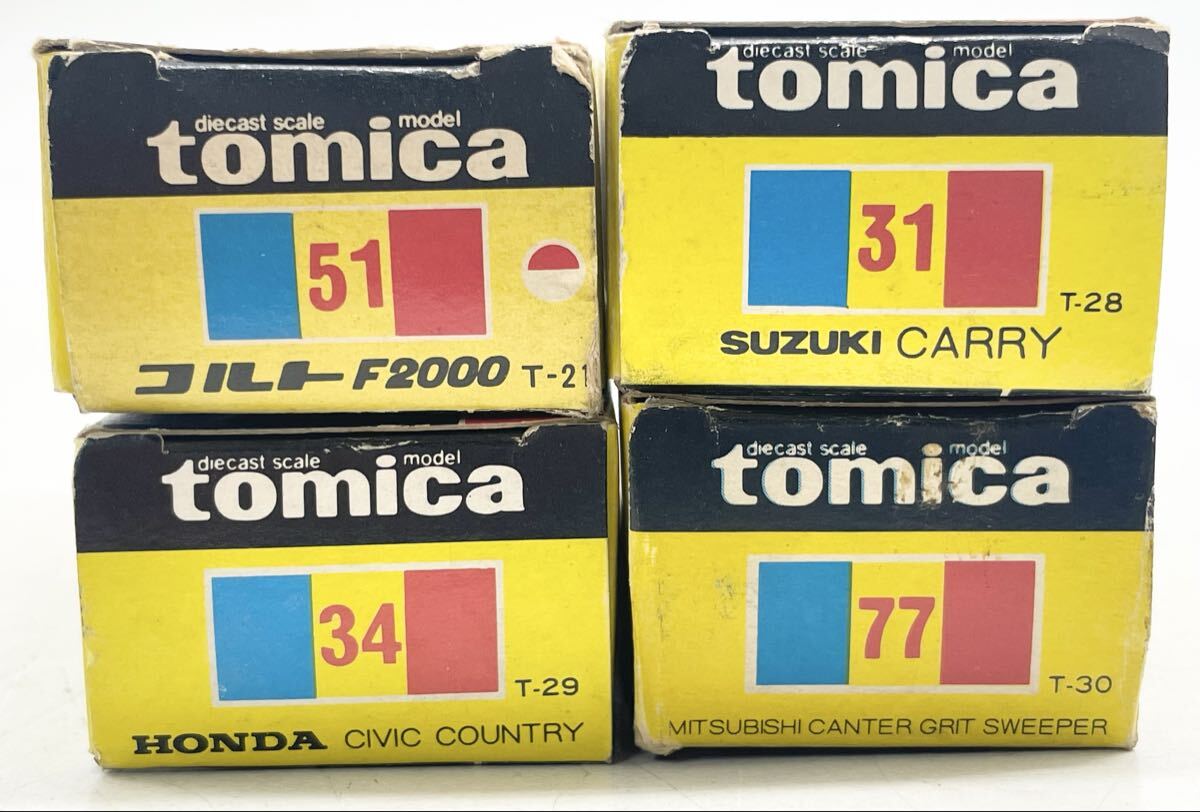 diecast scale model
tomica
51
コルト F2000 T-21
diecast scale model
tomica
31
T-28
SUZUKI CARRY
diecast scale model
tomica
34
T-29
HONDA CIVIC COUNTRY
diecast scale model
tomica
77
T-30
MITSUBISHI CANTER GRIT SWEEPER